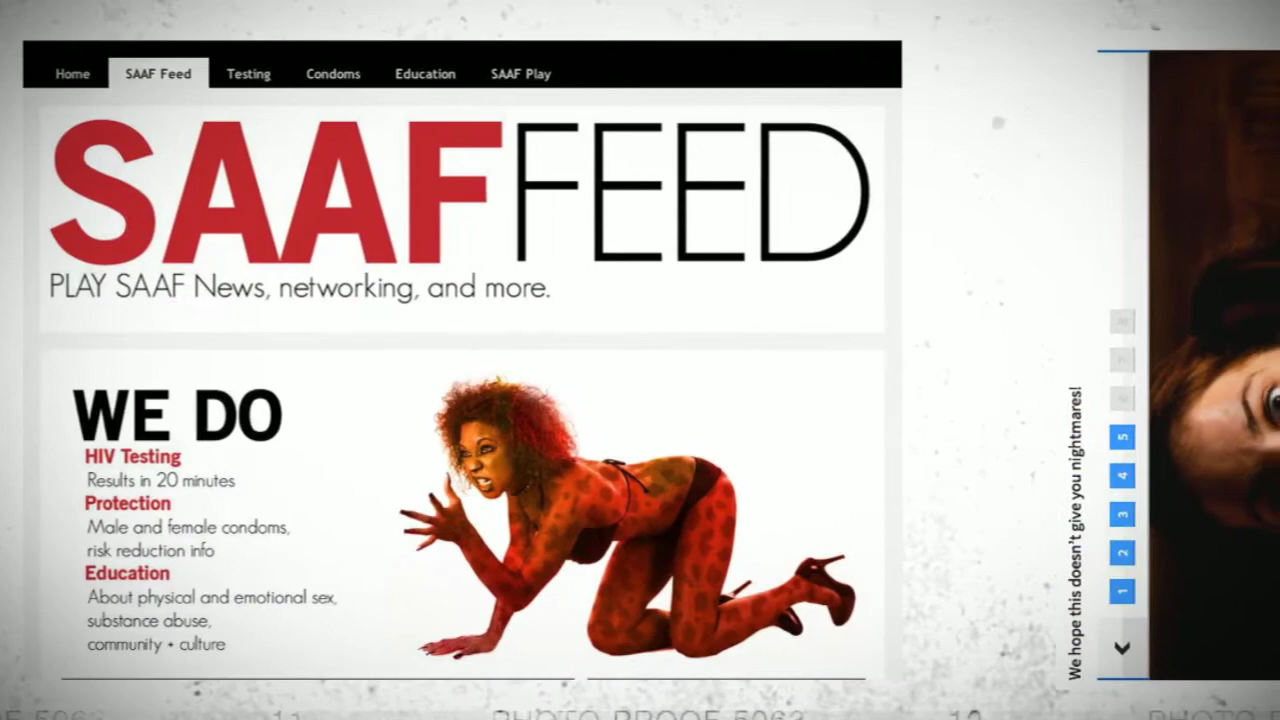 Home SAAF Feed Testing Condoms Education SAAF Play
SAAFFEED
PLAY SAAF News, networking, and more.
WE DO
HIV Testing
Results in 20 minutes
Protection
Male and female condoms,
risk reduction info
Education
About physical and emotional sex,
substance abuse,
community + culture
We hope this doesn't give you nightmares!
1 2 3 4 5
PHOTO PROOF 5063